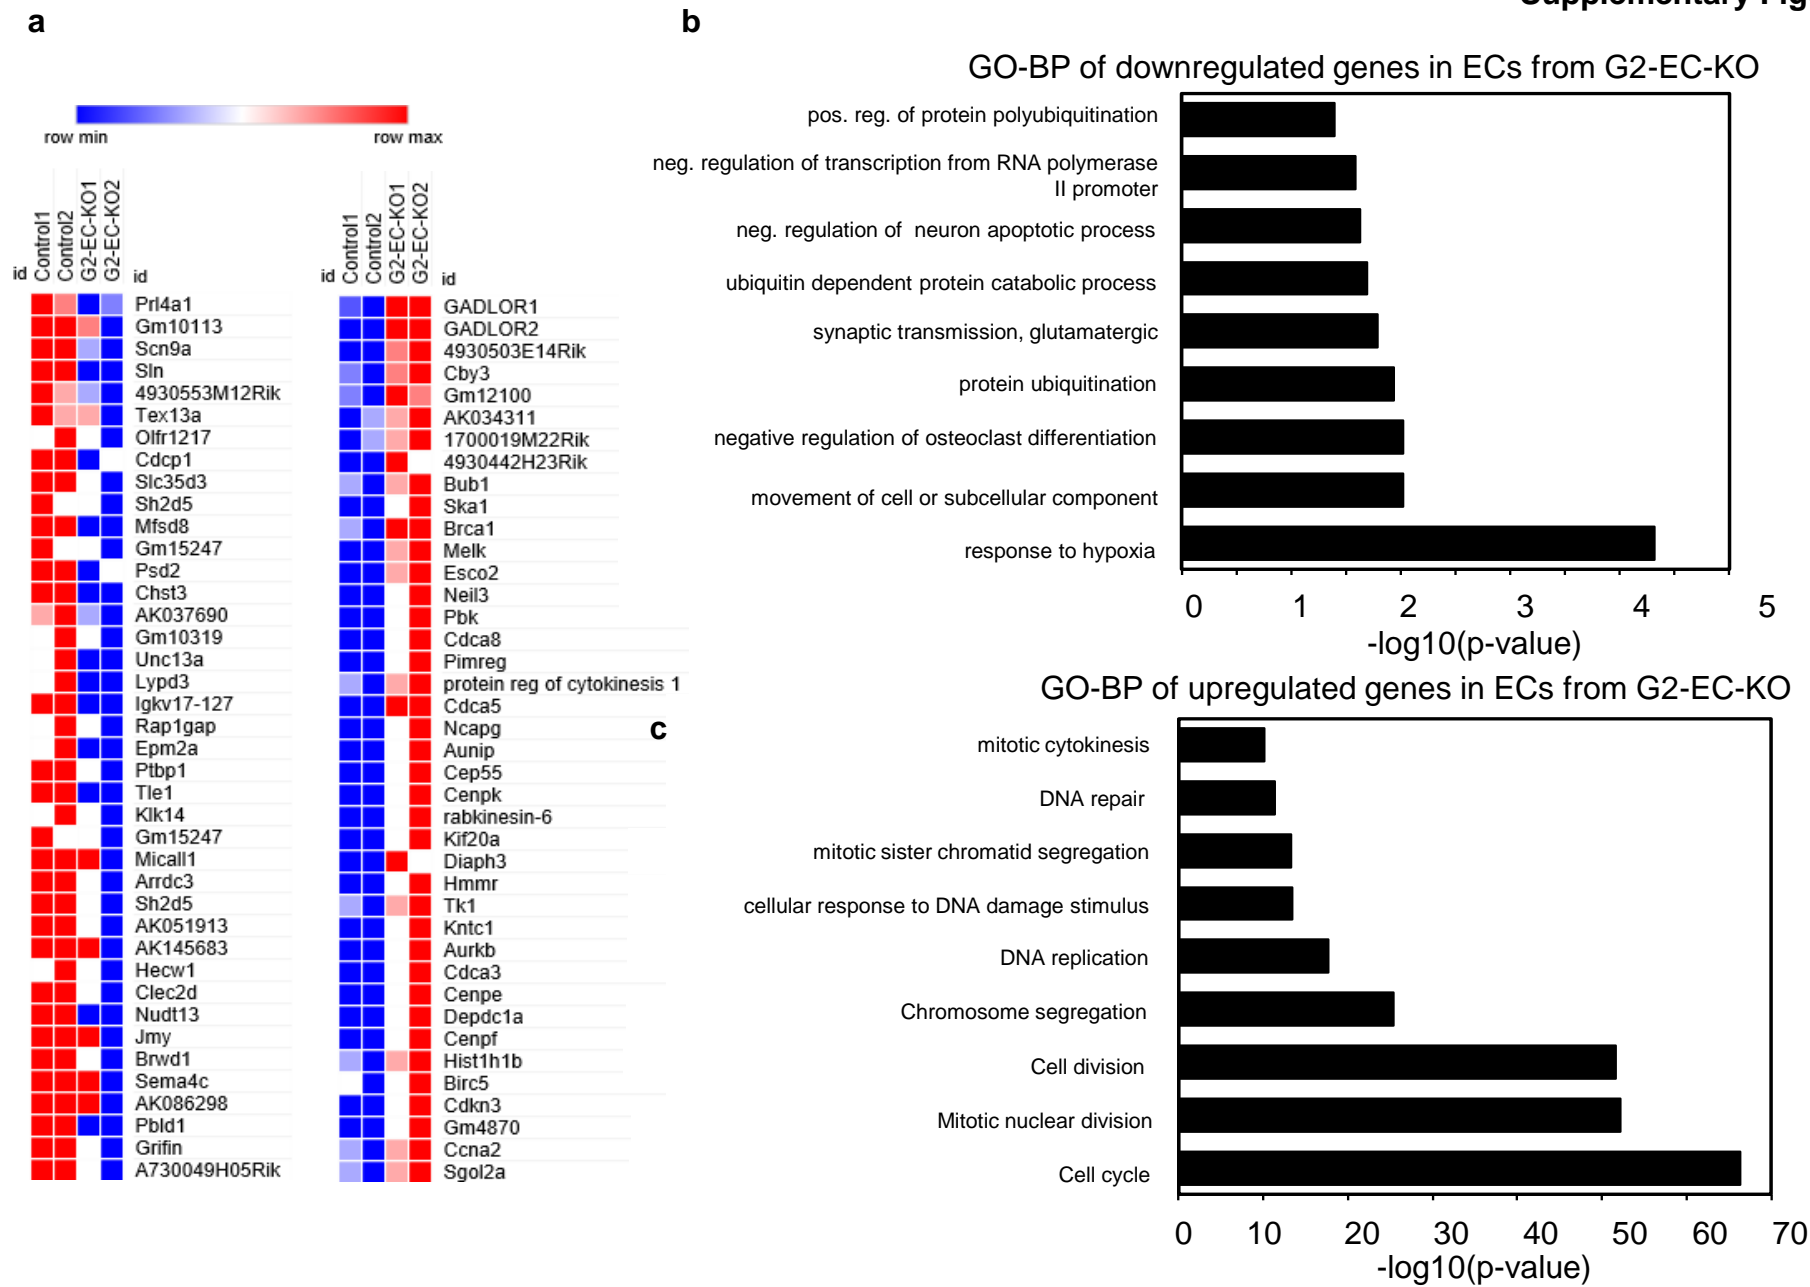 Supplementary Fig
a
row min
row max
id
Control1
Control2
G2-EC-KO1
G2-EC-KO2
id
Prl4a1
Gm10113
Scn9a
Sln
4930553M12Rik
Tex13a
Olfr1217
Cdcp1
Slc35d3
Sh2d5
Mfsd8
Gm15247
Psd2
Chst3
AK037690
Gm10319
Unc13a
Lypd3
Igkv17-127
Rap1gap
Epm2a
Ptbp1
Tle1
Klk14
Gm15247
Micall1
Arrdc3
Sh2d5
AK051913
AK145683
Hecw1
Clec2d
Nudt13
Jmy
Brwd1
Sema4c
AK086298
Pbld1
Grifin
A730049H05Rik
id
Control1
Control2
G2-EC-KO1
G2-EC-KO2
id
GADLOR1
GADLOR2
4930503E14Rik
Cby3
Gm12100
AK034311
1700019M22Rik
4930442H23Rik
Bub1
Ska1
Brca1
Melk
Esco2
Neil3
Pbk
Cdca8
Pimreg
protein reg of cytokinesis 1
Cdca5
Ncapg
Aunip
Cep55
Cenpk
rabkinesin-6
Kif20a
Diaph3
Hmmr
Tk1
Kntc1
Aurkb
Cdca3
Cenpe
Depdc1a
Cenpf
Hist1h1b
Birc5
Cdkn3
Gm4870
Ccna2
Sgol2a
b
GO-BP of downregulated genes in ECs from G2-EC-KO
pos. reg. of protein polyubiquitination
neg. regulation of transcription from RNA polymerase
II promoter
neg. regulation of neuron apoptotic process
ubiquitin dependent protein catabolic process
synaptic transmission, glutamatergic
protein ubiquitination
negative regulation of osteoclast differentiation
movement of cell or subcellular component
response to hypoxia
0 1 2 3 4 5
-log10(p-value)
c
GO-BP of upregulated genes in ECs from G2-EC-KO
mitotic cytokinesis
DNA repair
mitotic sister chromatid segregation
cellular response to DNA damage stimulus
DNA replication
Chromosome segregation
Cell division
Mitotic nuclear division
Cell cycle
0 10 20 30 40 50 60 70
-log10(p-value)